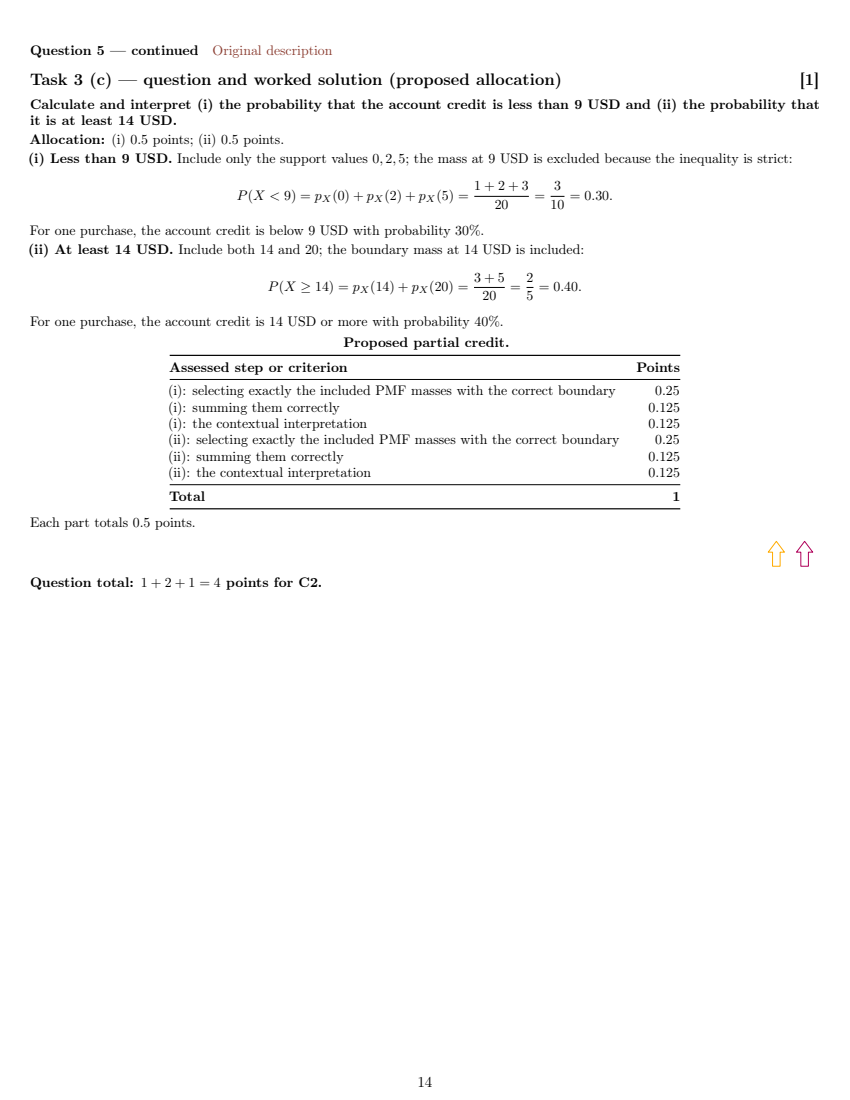 Question 5 — continued Original description
Task 3 (c) — question and worked solution (proposed allocation) [1]
Calculate and interpret (i) the probability that the account credit is less than 9 USD and (ii) the probability that
it is at least 14 USD.
Allocation: (i) 0.5 points; (ii) 0.5 points.
(i) Less than 9 USD. Include only the support values 0, 2, 5; the mass at 9 USD is excluded because the inequality is strict:
P(X < 9) = p_X(0) + p_X(2) + p_X(5) = (1 + 2 + 3)/20 = 3/10 = 0.30.
For one purchase, the account credit is below 9 USD with probability 30%.
(ii) At least 14 USD. Include both 14 and 20; the boundary mass at 14 USD is included:
P(X ≥ 14) = p_X(14) + p_X(20) = (3 + 5)/20 = 2/5 = 0.40.
For one purchase, the account credit is 14 USD or more with probability 40%.
Proposed partial credit.
Assessed step or criterion Points
(i): selecting exactly the included PMF masses with the correct boundary 0.25
(i): summing them correctly 0.125
(i): the contextual interpretation 0.125
(ii): selecting exactly the included PMF masses with the correct boundary 0.25
(ii): summing them correctly 0.125
(ii): the contextual interpretation 0.125
Total 1
Each part totals 0.5 points.
Question total: 1 + 2 + 1 = 4 points for C2.
14